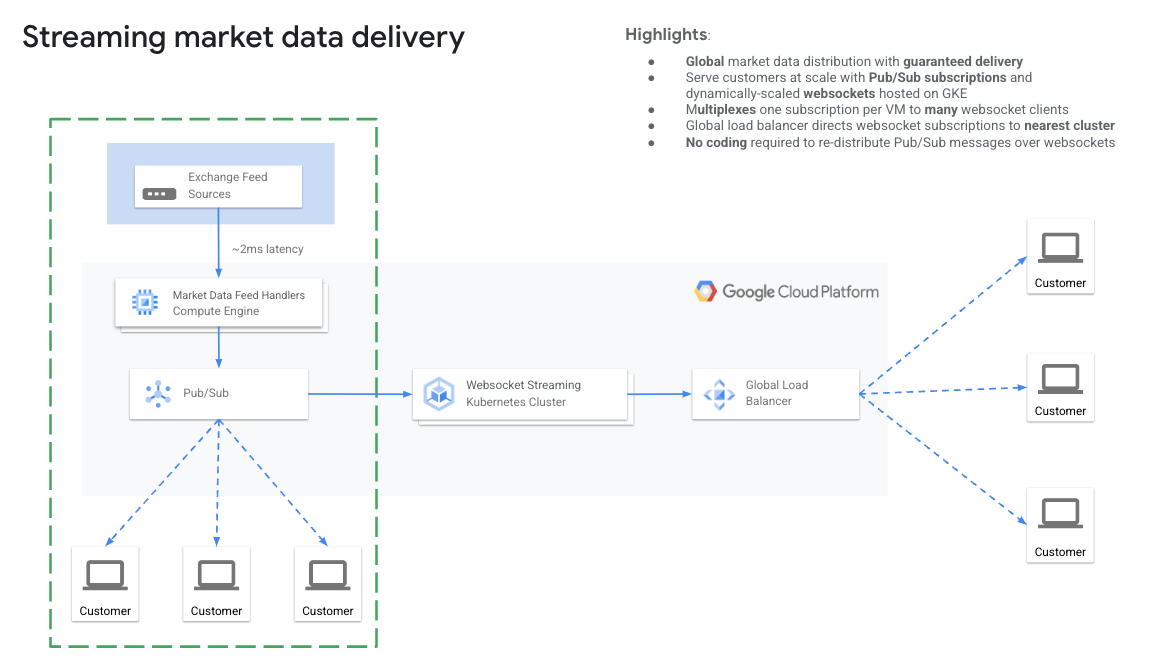 Streaming market data delivery
Highlights:
● Global market data distribution with guaranteed delivery
● Serve customers at scale with Pub/Sub subscriptions and
dynamically-scaled websockets hosted on GKE
● Multiplexes one subscription per VM to many websocket clients
● Global load balancer directs websocket subscriptions to nearest cluster
● No coding required to re-distribute Pub/Sub messages over websockets
Exchange Feed
Sources
~2ms latency
Market Data Feed Handlers
Compute Engine
Google Cloud Platform
Pub/Sub
Websocket Streaming
Kubernetes Cluster
Global Load
Balancer
Customer
Customer
Customer
Customer
Customer
Customer